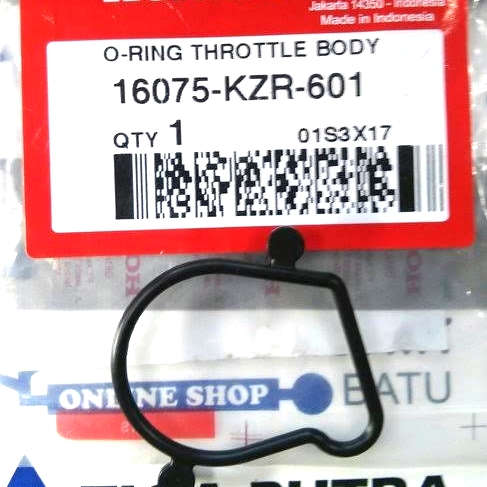 Jakarta 14350 - Indonesia
Made in Indonesia
O-RING THROTTLE BODY
16075-KZR-601
QTY 1
01S3X17
ONLINE SHOP
BATU